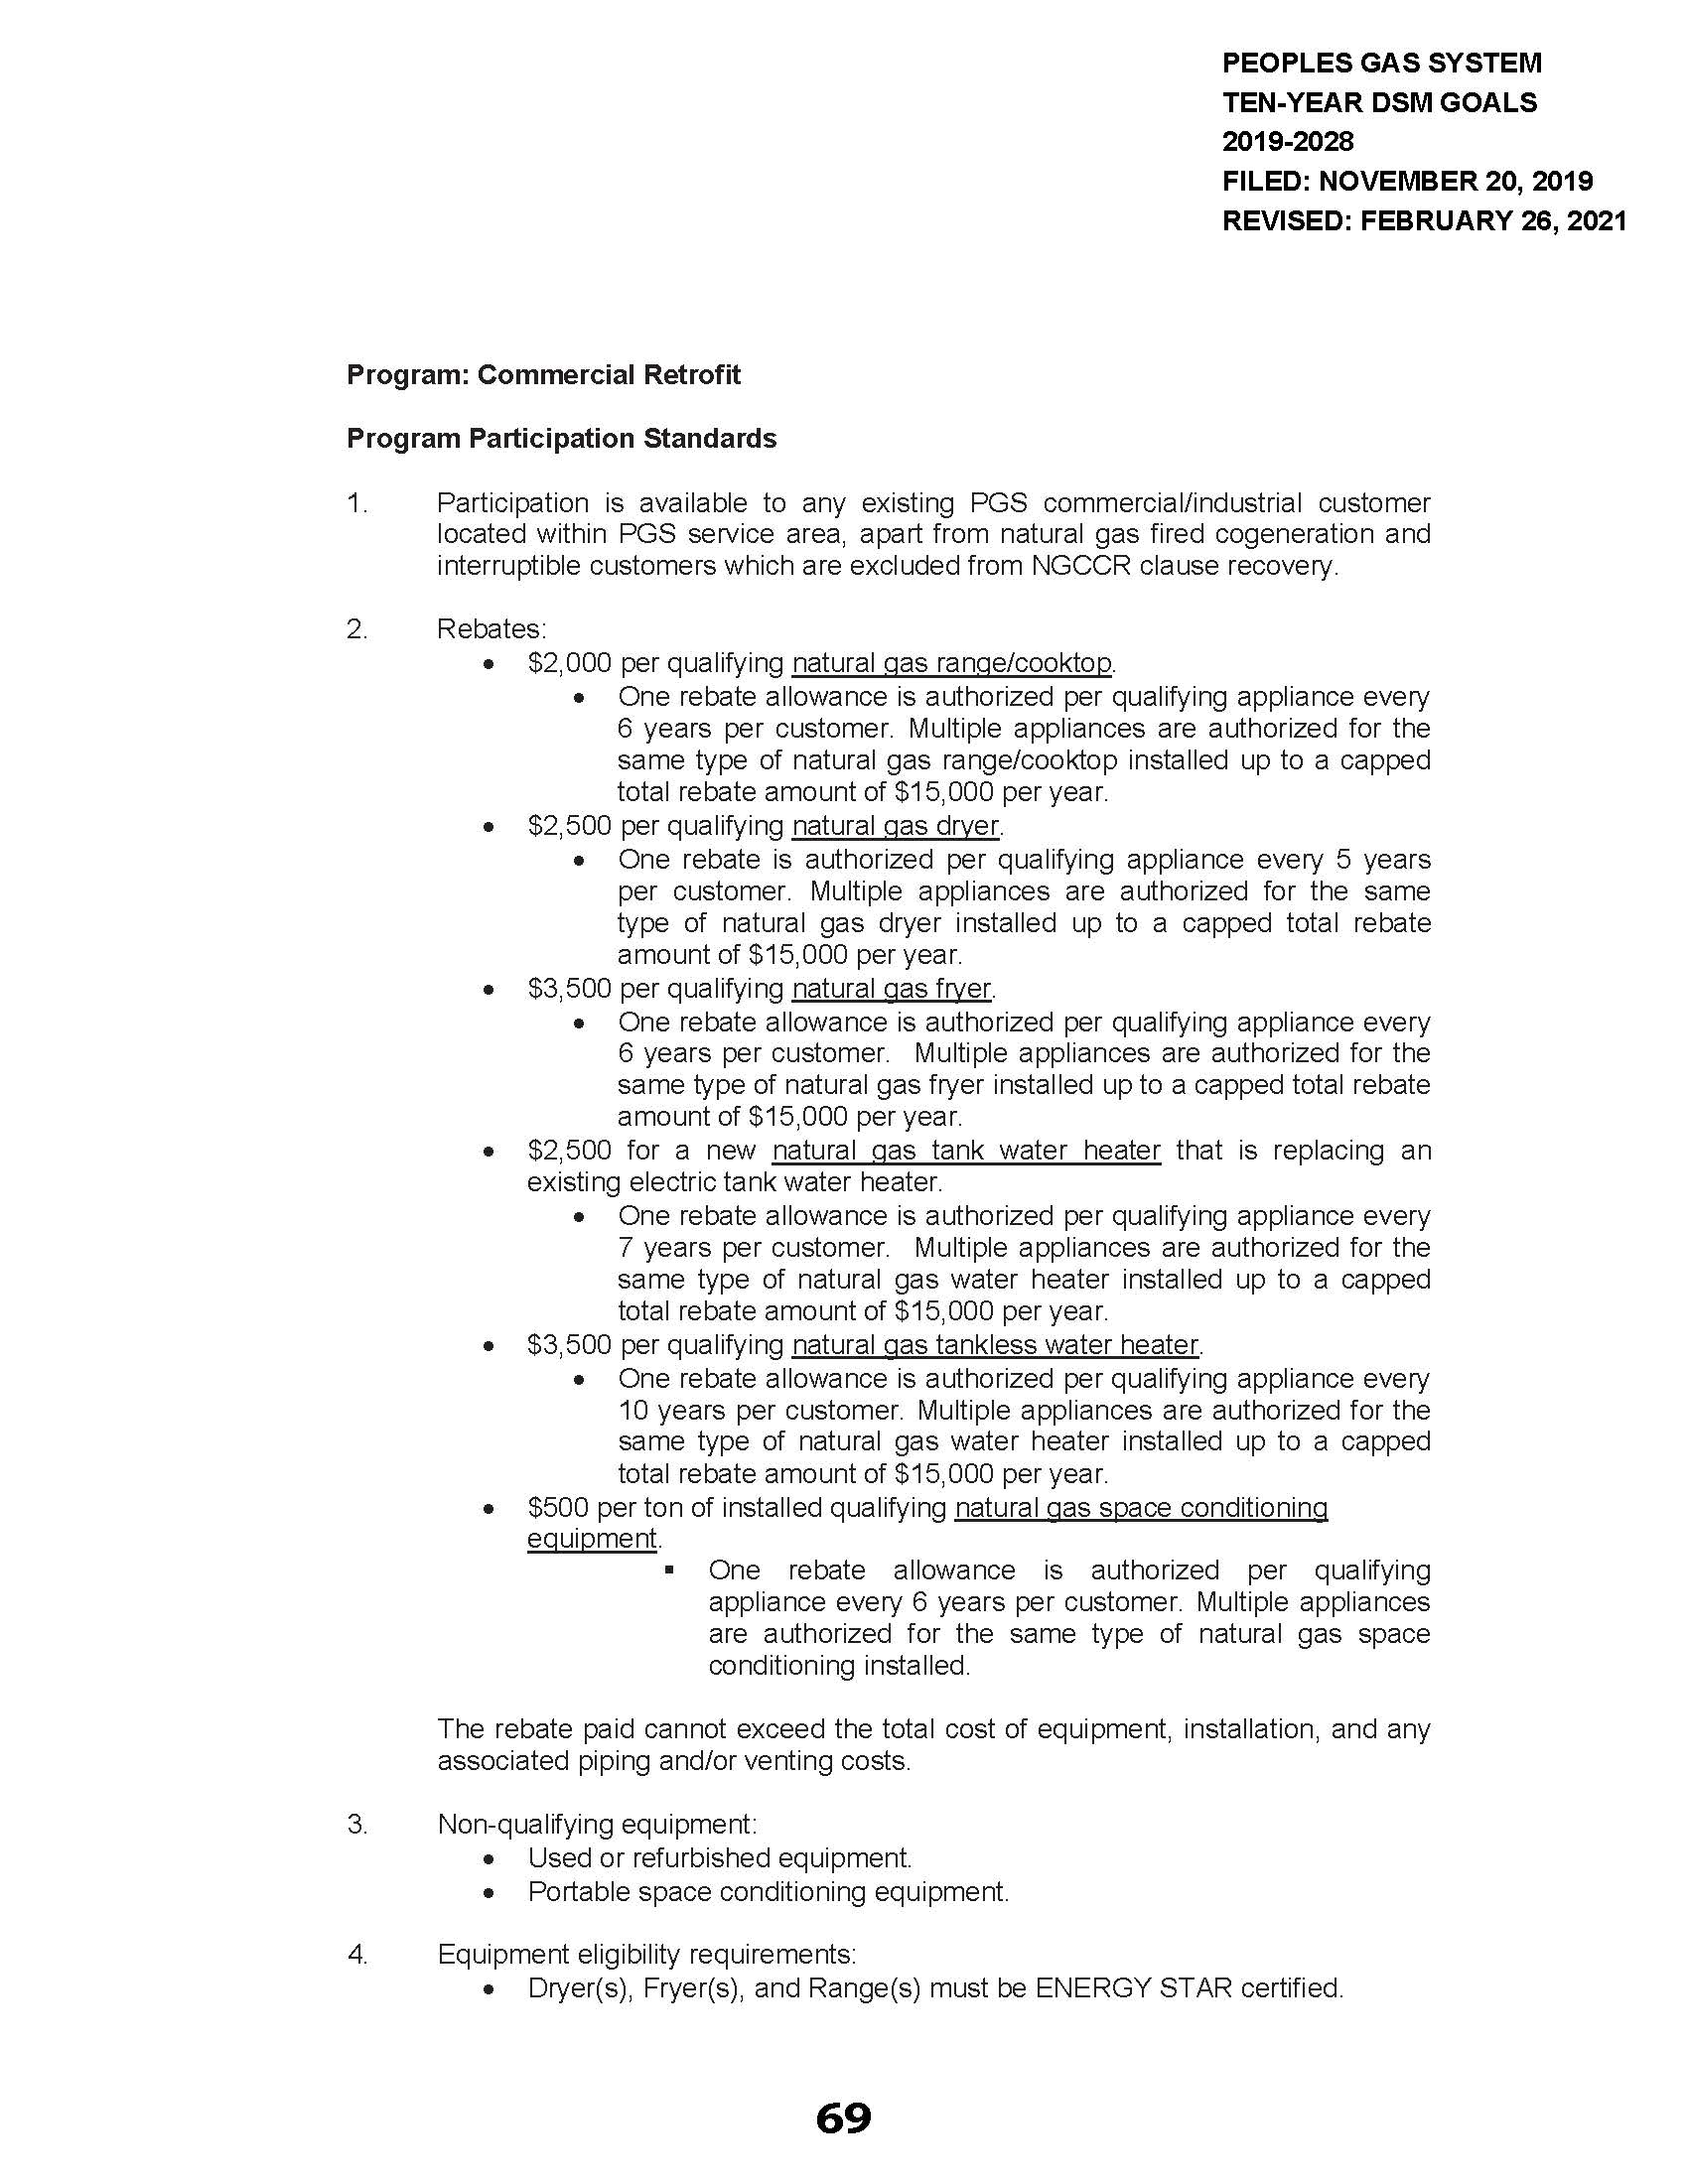 PEOPLES GAS SYSTEM
TEN-YEAR DSM GOALS
2019-2028
FILED: NOVEMBER 20, 2019
REVISED: FEBRUARY 26, 2021
Program: Commercial Retrofit
Program Participation Standards
1. Participation is available to any existing PGS commercial/industrial customer
located within PGS service area, apart from natural gas fired cogeneration and
interruptible customers which are excluded from NGCCR clause recovery.
2. Rebates:
• $2,000 per qualifying natural gas range/cooktop.
• One rebate allowance is authorized per qualifying appliance every
6 years per customer. Multiple appliances are authorized for the
same type of natural gas range/cooktop installed up to a capped
total rebate amount of $15,000 per year.
• $2,500 per qualifying natural gas dryer.
• One rebate is authorized per qualifying appliance every 5 years
per customer. Multiple appliances are authorized for the same
type of natural gas dryer installed up to a capped total rebate
amount of $15,000 per year.
• $3,500 per qualifying natural gas fryer.
• One rebate allowance is authorized per qualifying appliance every
6 years per customer. Multiple appliances are authorized for the
same type of natural gas fryer installed up to a capped total rebate
amount of $15,000 per year.
• $2,500 for a new natural gas tank water heater that is replacing an
existing electric tank water heater.
• One rebate allowance is authorized per qualifying appliance every
7 years per customer. Multiple appliances are authorized for the
same type of natural gas water heater installed up to a capped
total rebate amount of $15,000 per year.
• $3,500 per qualifying natural gas tankless water heater.
• One rebate allowance is authorized per qualifying appliance every
10 years per customer. Multiple appliances are authorized for the
same type of natural gas water heater installed up to a capped
total rebate amount of $15,000 per year.
• $500 per ton of installed qualifying natural gas space conditioning
equipment.
▪ One rebate allowance is authorized per qualifying
appliance every 6 years per customer. Multiple appliances
are authorized for the same type of natural gas space
conditioning installed.
The rebate paid cannot exceed the total cost of equipment, installation, and any
associated piping and/or venting costs.
3. Non-qualifying equipment:
• Used or refurbished equipment.
• Portable space conditioning equipment.
4. Equipment eligibility requirements:
• Dryer(s), Fryer(s), and Range(s) must be ENERGY STAR certified.
69